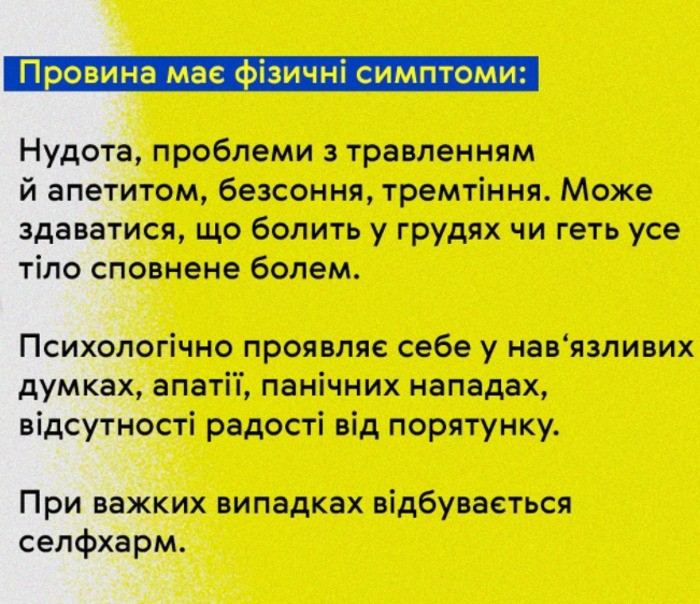 Провина має фізичні симптоми:
Нудота, проблеми з травленням
й апетитом, безсоння, тремтіння. Може
здаватися, що болить у грудях чи геть усе
тіло сповнене болем.
Психологічно проявляє себе у нав‘язливих
думках, апатії, панічних нападах,
відсутності радості від порятунку.
При важких випадках відбувається
селфхарм.